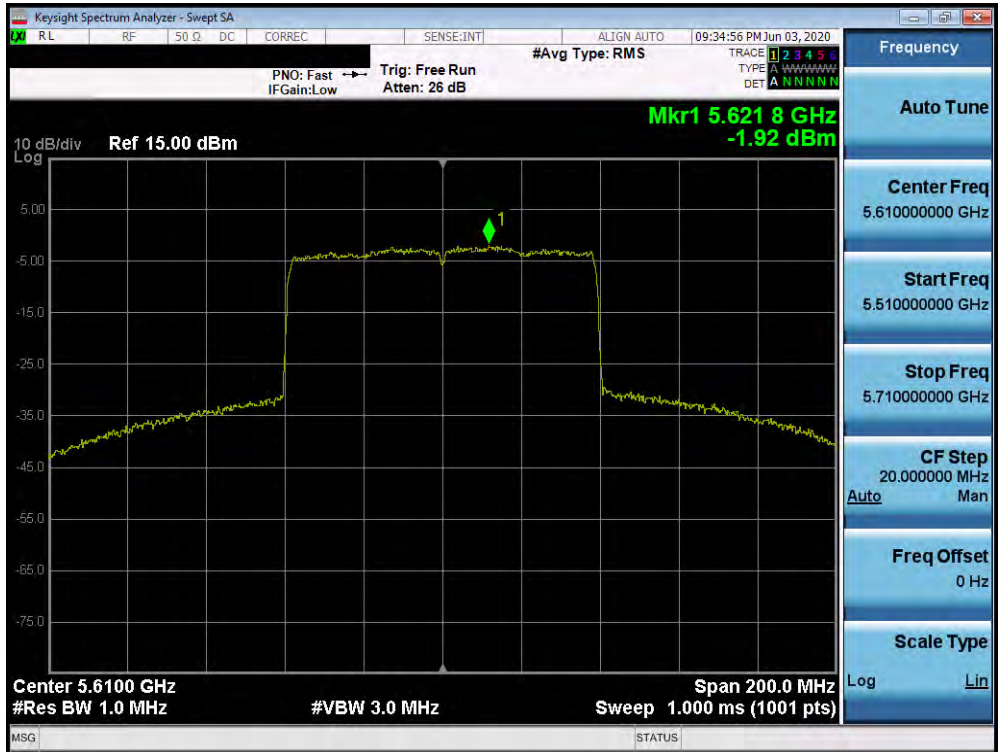 Keysight Spectrum Analyzer - Swept SA
LXI RL RF 50 Ω DC CORREC SENSE:INT ALIGN AUTO 09:34:56 PM Jun 03, 2020
#Avg Type: RMS TRACE 1 2 3 4 5 6
PNO: Fast Trig: Free Run TYPE A WWWWW
IFGain:Low Atten: 26 dB DET A N N N N N
Mkr1 5.621 8 GHz
-1.92 dBm
10 dB/div Ref 15.00 dBm
Log
1
5.00
-5.00
-15.0
-25.0
-35.0
-45.0
-55.0
-65.0
-75.0
Center 5.6100 GHz Span 200.0 MHz
#Res BW 1.0 MHz #VBW 3.0 MHz Sweep 1.000 ms (1001 pts)
MSG STATUS
Frequency
Auto Tune
Center Freq
5.610000000 GHz
Start Freq
5.510000000 GHz
Stop Freq
5.710000000 GHz
CF Step
20.000000 MHz
Auto Man
Freq Offset
0 Hz
Scale Type
Log Lin